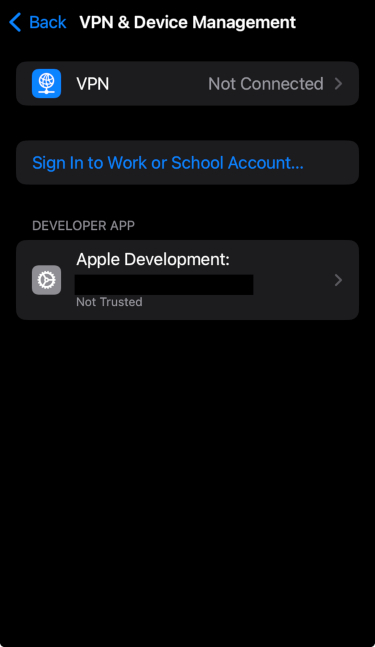 Back VPN & Device Management
VPN Not Connected
Sign In to Work or School Account...
DEVELOPER APP
Apple Development:
Not Trusted